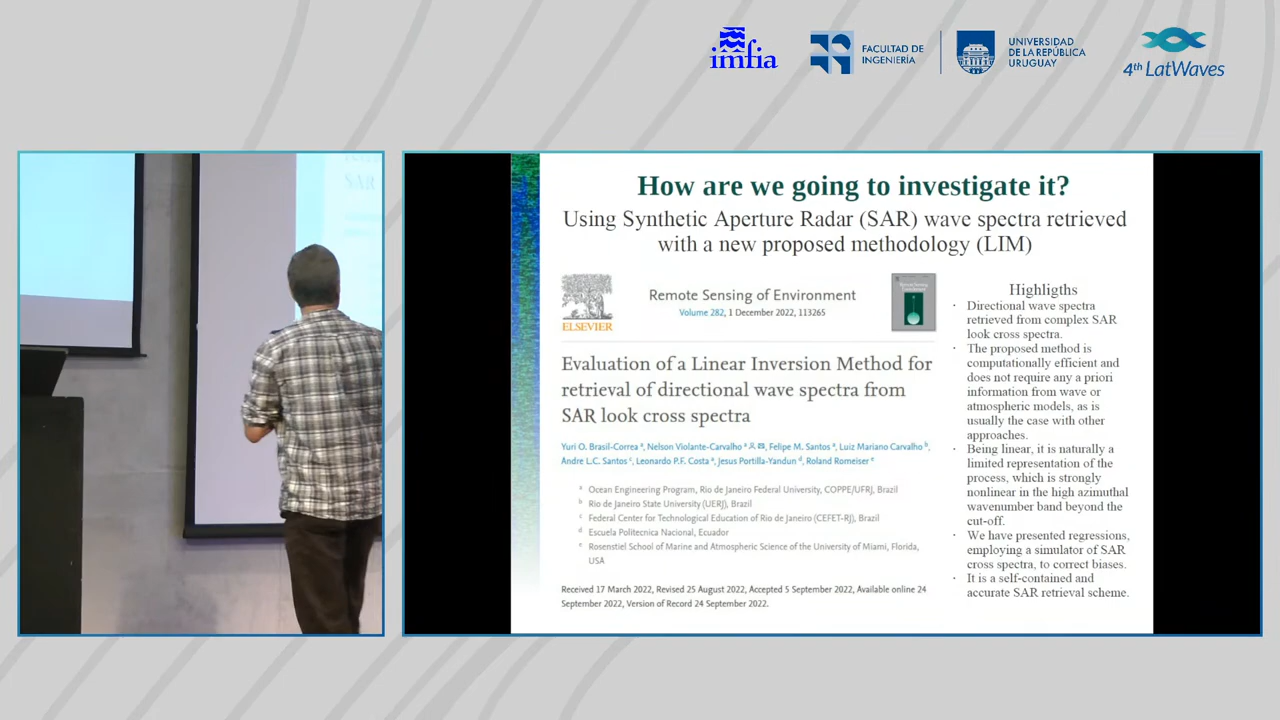 imfia
FACULTAD DE
INGENIERÍA
UNIVERSIDAD
DE LA REPÚBLICA
URUGUAY
4th LatWaves
SAR
How are we going to investigate it?
Using Synthetic Aperture Radar (SAR) wave spectra retrieved
with a new proposed methodology (LIM)
ELSEVIER
Remote Sensing of Environment
Volume 282, 1 December 2022, 113265
Evaluation of a Linear Inversion Method for
retrieval of directional wave spectra from
SAR look cross spectra
Yuri O. Brasil-Correa a, Nelson Violante-Carvalho a, Felipe M. Santos a, Luiz Mariano Carvalho b,
Andre L.C. Santos c, Leonardo P.F. Costa a, Jesus Portilla-Yandun d, Roland Romeiser e
a Ocean Engineering Program, Rio de Janeiro Federal University, COPPE/UFRJ, Brazil
b Rio de Janeiro State University (UERJ), Brazil
c Federal Center for Technological Education of Rio de Janeiro (CEFET-RJ), Brazil
d Escuela Politecnica Nacional, Ecuador
e Rosenstiel School of Marine and Atmospheric Science of the University of Miami, Florida,
USA
Received 17 March 2022, Revised 25 August 2022, Accepted 5 September 2022, Available online 24
September 2022, Version of Record 24 September 2022.
Highligths
· Directional wave spectra
retrieved from complex SAR
look cross spectra.
· The proposed method is
computationally efficient and
does not require any a priori
information from wave or
atmospheric models, as is
usually the case with other
approaches.
· Being linear, it is naturally a
limited representation of the
process, which is strongly
nonlinear in the high azimuthal
wavenumber band beyond the
cut-off.
· We have presented regressions,
employing a simulator of SAR
cross spectra, to correct biases.
· It is a self-contained and
accurate SAR retrieval scheme.